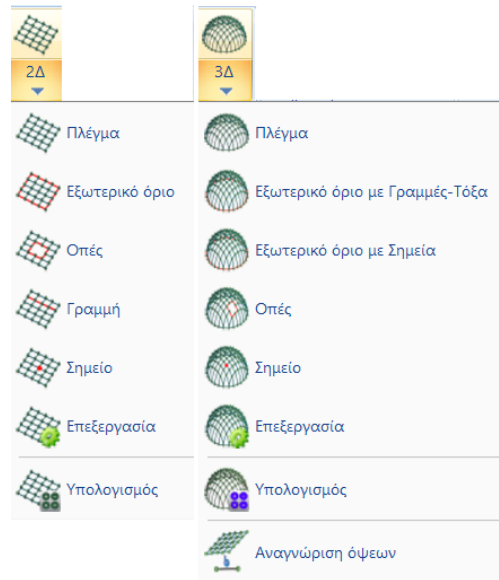 2Δ
Πλέγμα
Εξωτερικό όριο
Οπές
Γραμμή
Σημείο
Επεξεργασία
Υπολογισμός
3Δ
Πλέγμα
Εξωτερικό όριο με Γραμμές-Τόξα
Εξωτερικό όριο με Σημεία
Οπές
Σημείο
Επεξεργασία
Υπολογισμός
Αναγνώριση όψεων